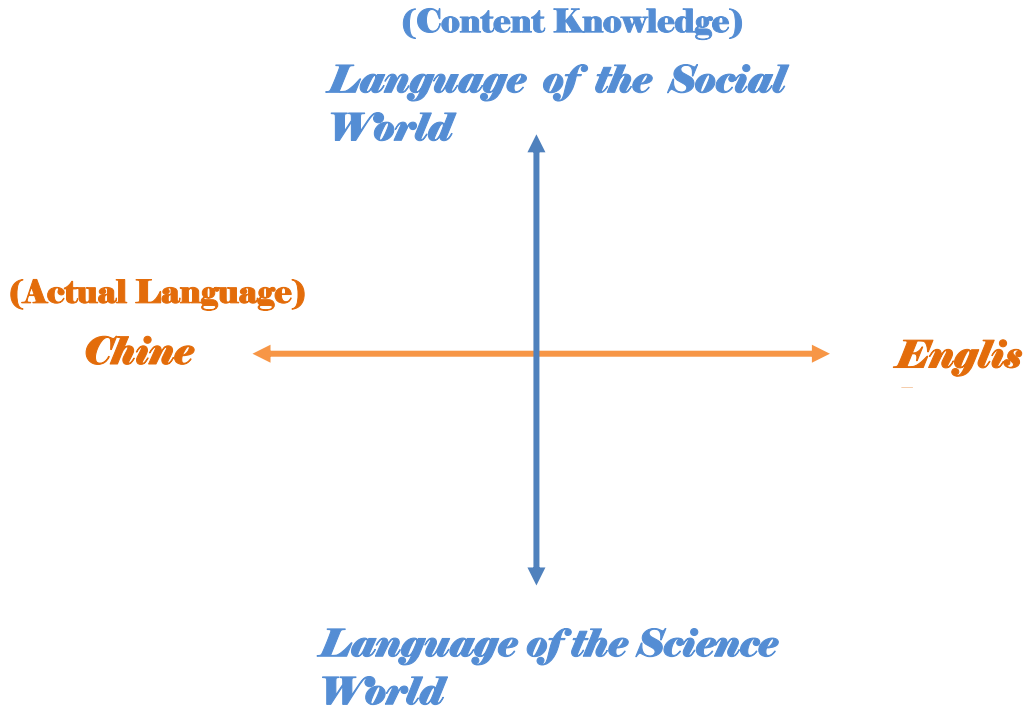 (Content Knowledge)
Language of the Social
World
(Actual Language)
Chine
Englis
Language of the Science
World